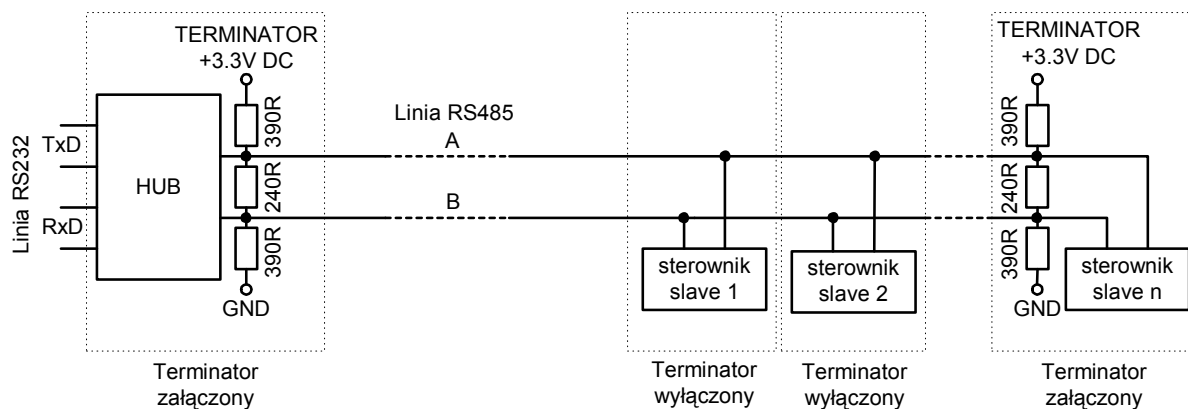 TERMINATOR
+3.3V DC
390R
240R
390R
GND
Linia RS232
TxD
RxD
HUB
Linia RS485
A
B
sterownik
slave 1
sterownik
slave 2
TERMINATOR
+3.3V DC
390R
240R
390R
GND
sterownik
slave n
Terminator
załączony
Terminator
wyłączony
Terminator
wyłączony
Terminator
załączony